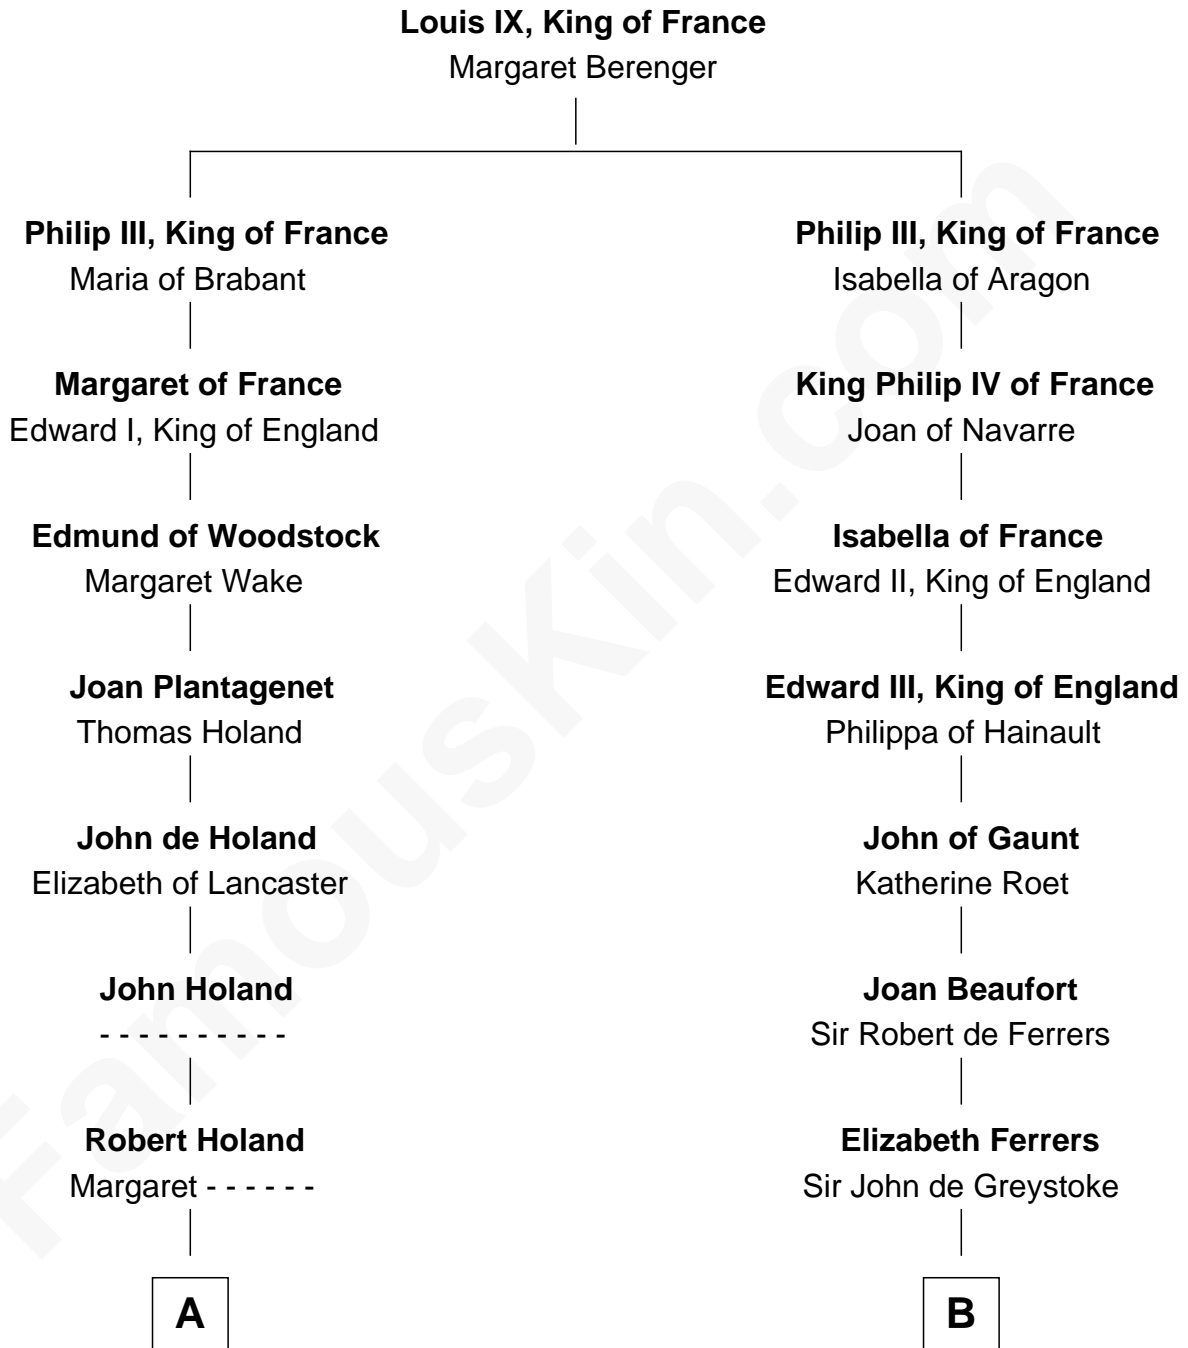 Louis IX, King of France
Margaret Berenger
Philip III, King of France
Maria of Brabant
Philip III, King of France
Isabella of Aragon
Margaret of France
Edward I, King of England
King Philip IV of France
Joan of Navarre
Edmund of Woodstock
Margaret Wake
Isabella of France
Edward II, King of England
Joan Plantagenet
Thomas Holand
Edward III, King of England
Philippa of Hainault
John de Holand
Elizabeth of Lancaster
John of Gaunt
Katherine Roet
John Holand
- - - - - - - - - -
Joan Beaufort
Sir Robert de Ferrers
Robert Holand
Margaret - - - - - -
Elizabeth Ferrers
Sir John de Greystoke
A
B
FamousKin.com